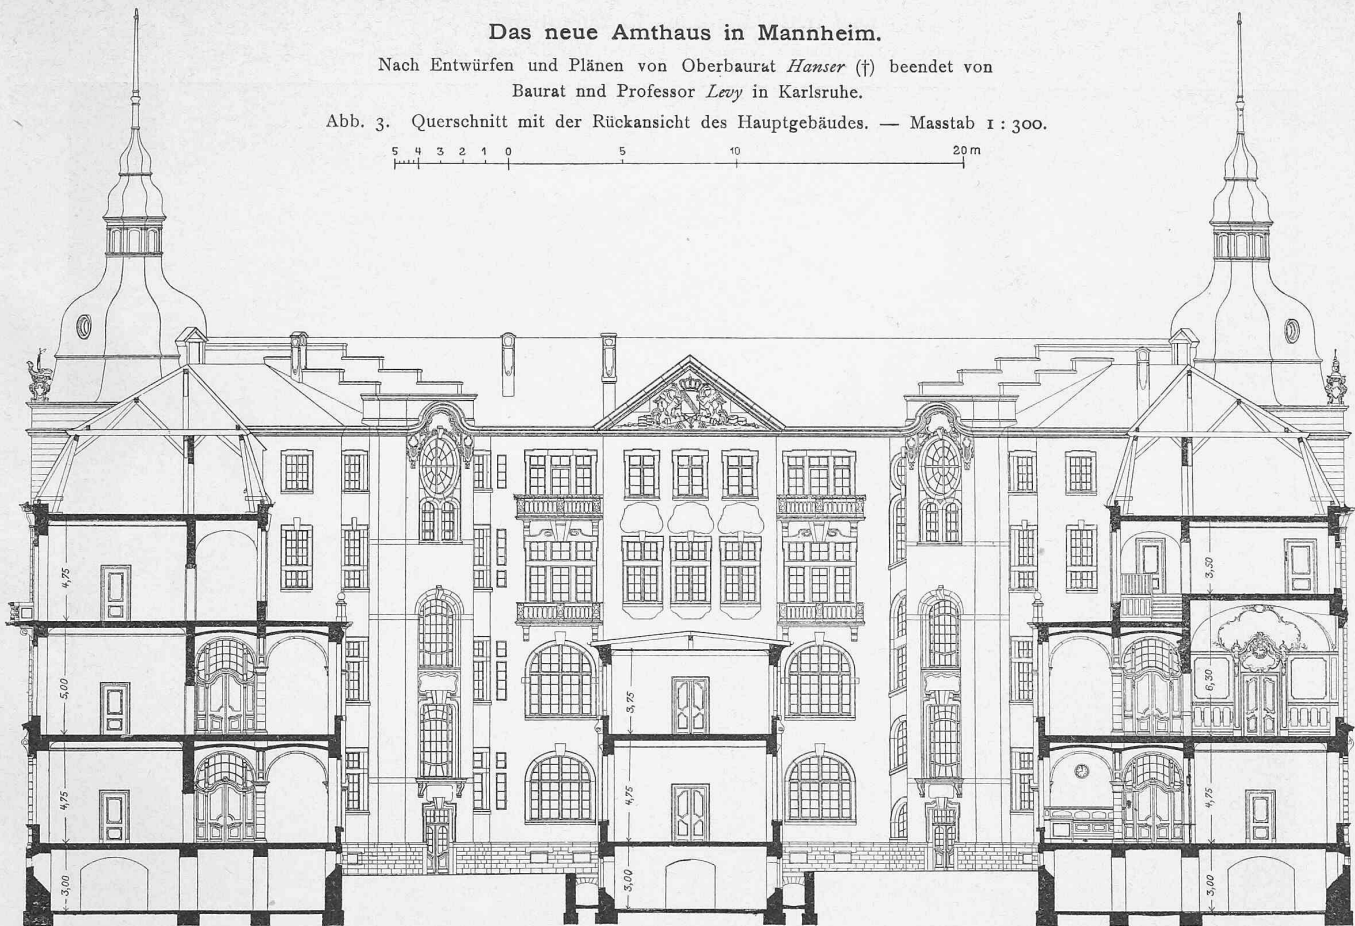 Das neue Amthaus in Mannheim.
Nach Entwürfen und Plänen von Oberbaurat Hanser (†) beendet von
Baurat nnd Professor Levy in Karlsruhe.
Abb. 3. Querschnitt mit der Rückansicht des Hauptgebäudes. — Masstab 1 : 300.
5 4 3 2 1 0 5 10 20 m
4,75
3,50
5,00
3,75
6,30
4,75
4,75
4,75
3,00
3,00
3,00